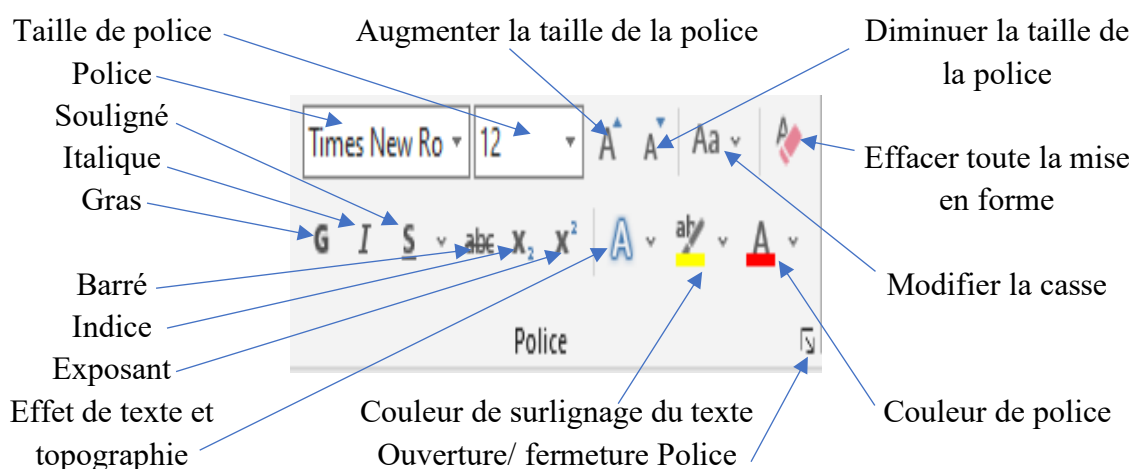 Taille de police
Augmenter la taille de la police
Diminuer la taille de
la police
Police
Souligné
Italique
Gras
Times New Ro
12
A
A
Aa
A
Effacer toute la mise
en forme
G I S abc x₂ x² A ab A
Barré
Indice
Exposant
Modifier la casse
Police
Effet de texte et
topographie
Couleur de surlignage du texte
Ouverture/ fermeture Police
Couleur de police